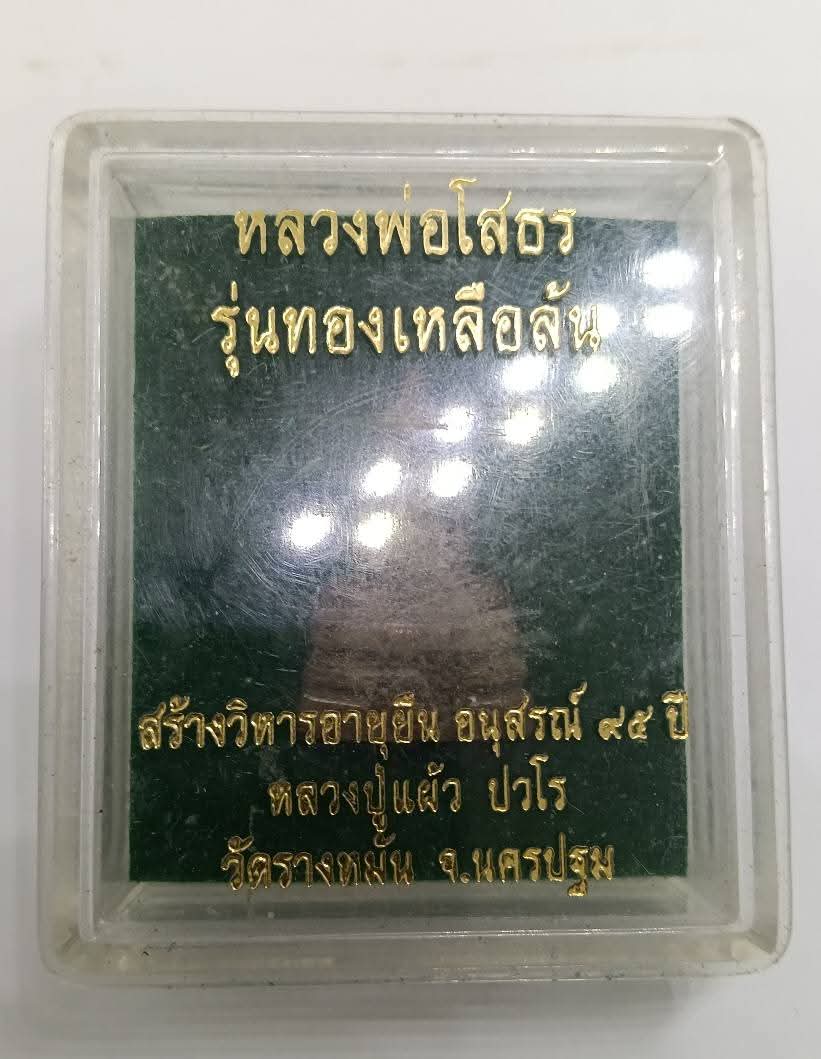 หลวงพ่อโสธร
รุ่นทองเหลือล้น
สร้างวิหารอายุยืน อนุสรณ์ ๙๕ ปี
หลวงปู่แผ้ว ปวโร
วัดรางหมัน จ.นครปฐม